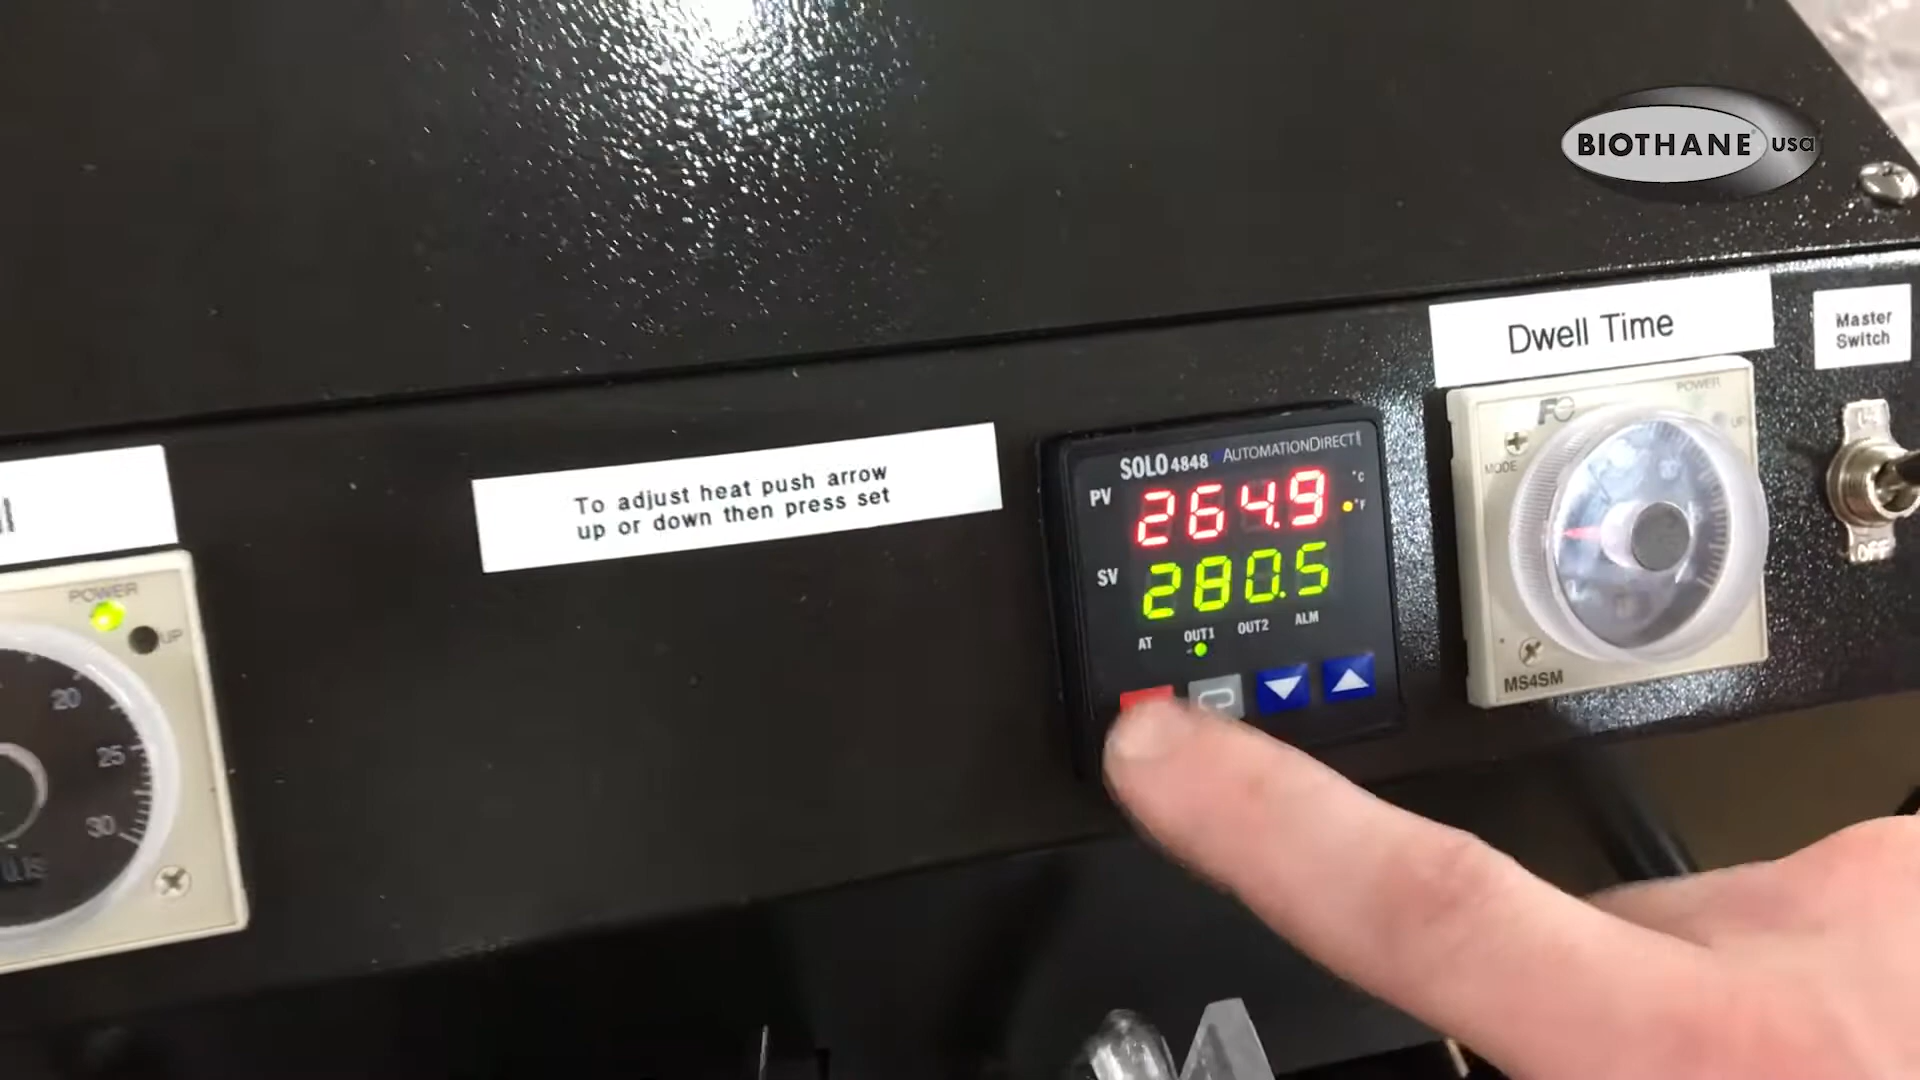 BIOTHANE usa
Dwell Time
Master
Switch
To adjust heat push arrow
up or down then press set
SOLO 4848 AUTOMATIONDIRECT
PV 264.9 °C
°F
SV 280.5
AT OUT1 OUT2 ALM
POWER
UP
MODE
MS4SM
OFF
POWER
UP
20
25
30